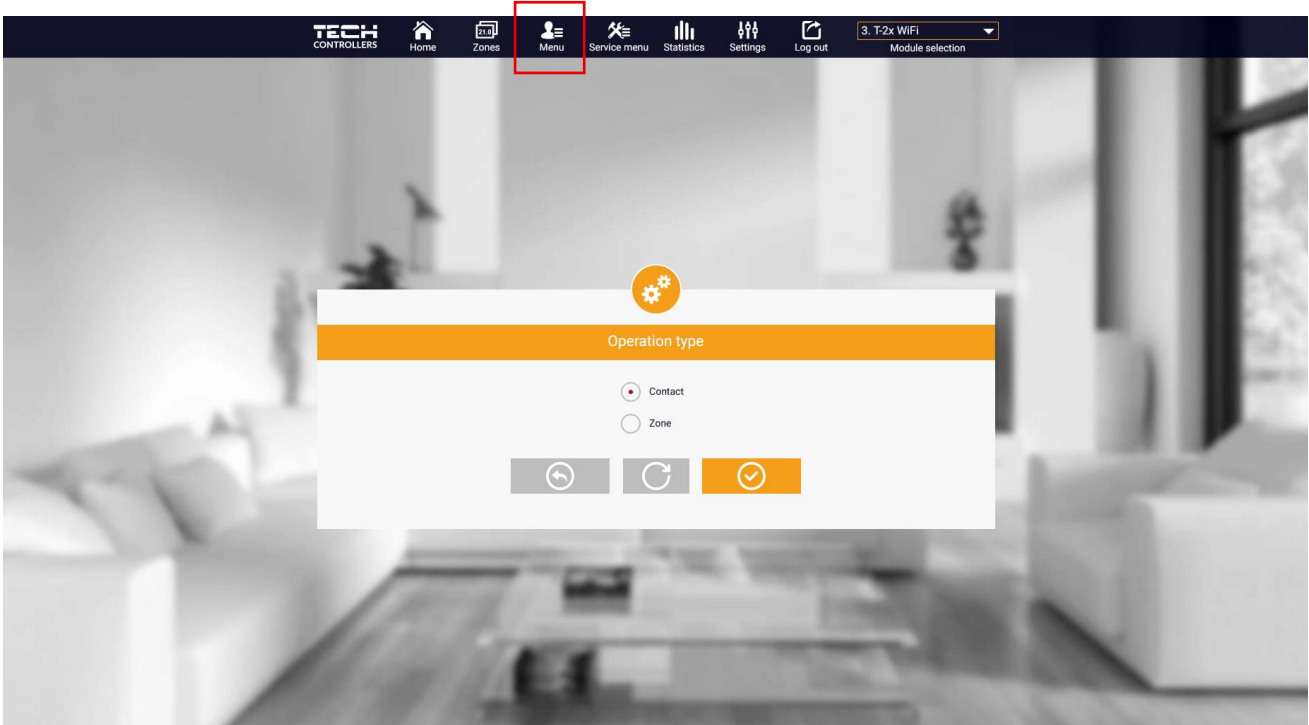 TECH
CONTROLLERS
Home
21.0
Zones
Menu
Service menu
Statistics
Settings
Log out
3. T-2x WiFi
Module selection
Operation type
Contact
Zone